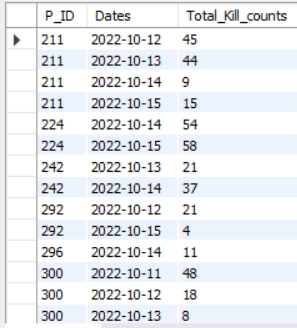 P_ID Dates Total_Kill_counts
211 2022-10-12 45
211 2022-10-13 44
211 2022-10-14 9
211 2022-10-15 15
224 2022-10-14 54
224 2022-10-15 58
242 2022-10-13 21
242 2022-10-14 37
292 2022-10-12 21
292 2022-10-15 4
296 2022-10-14 11
300 2022-10-11 48
300 2022-10-12 18
300 2022-10-13 8